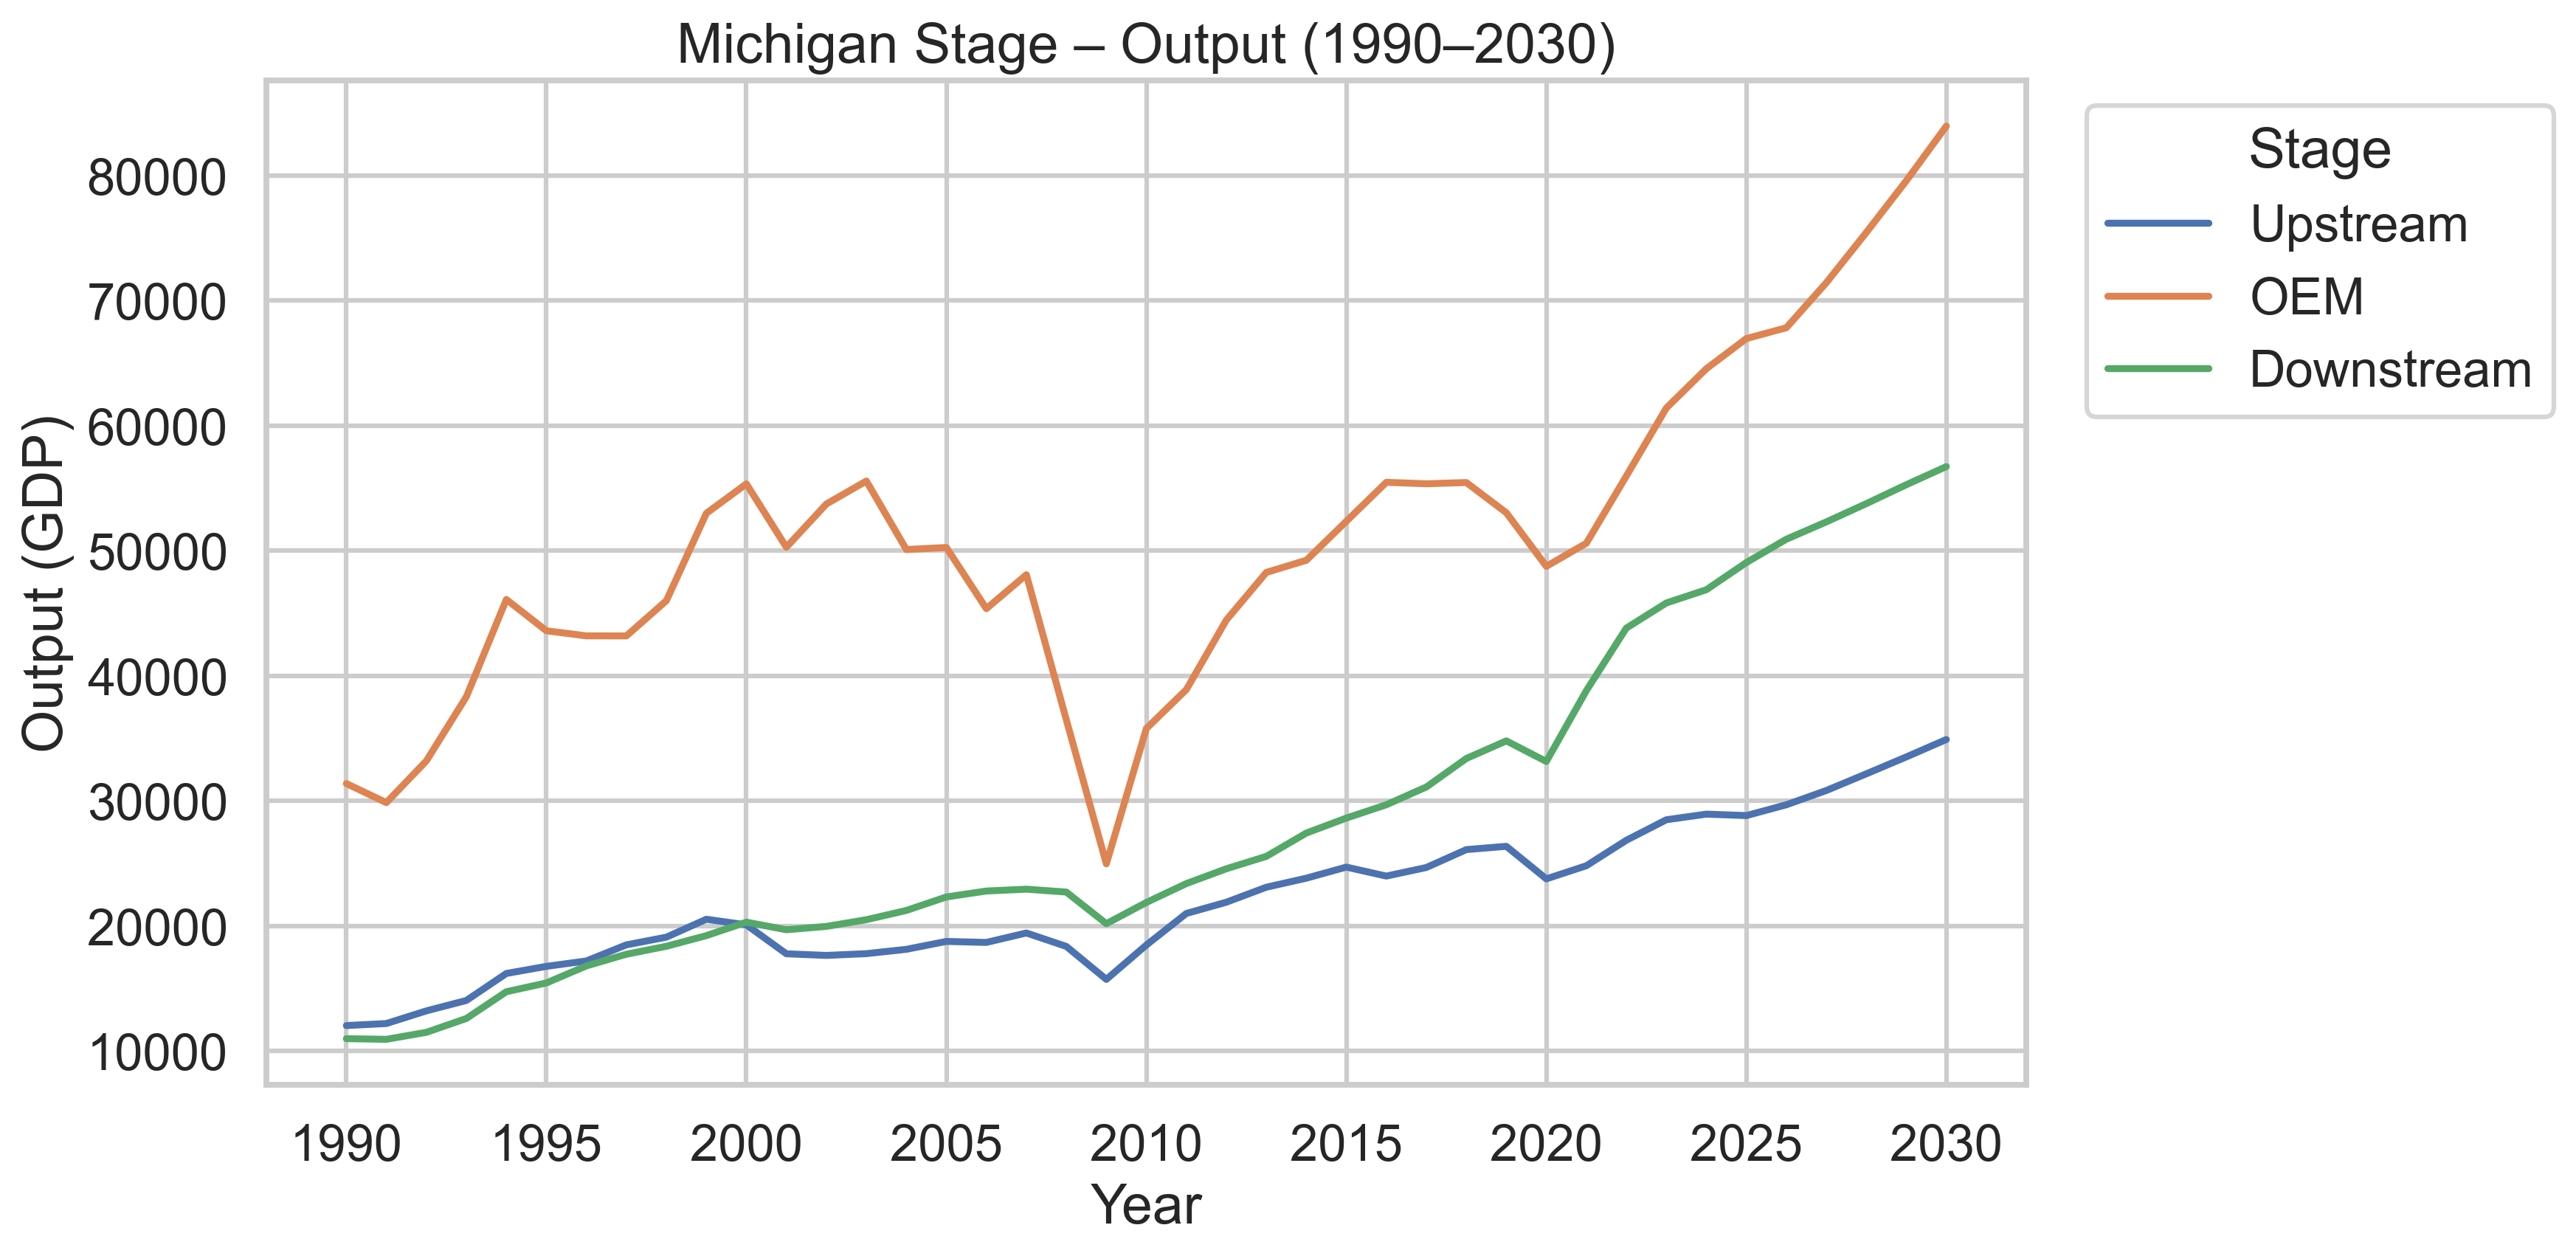 Michigan Stage – Output (1990–2030)
Output (GDP)
80000
70000
60000
50000
40000
30000
20000
10000
1990 1995 2000 2005 2010 2015 2020 2025 2030
Year
Stage
Upstream
OEM
Downstream